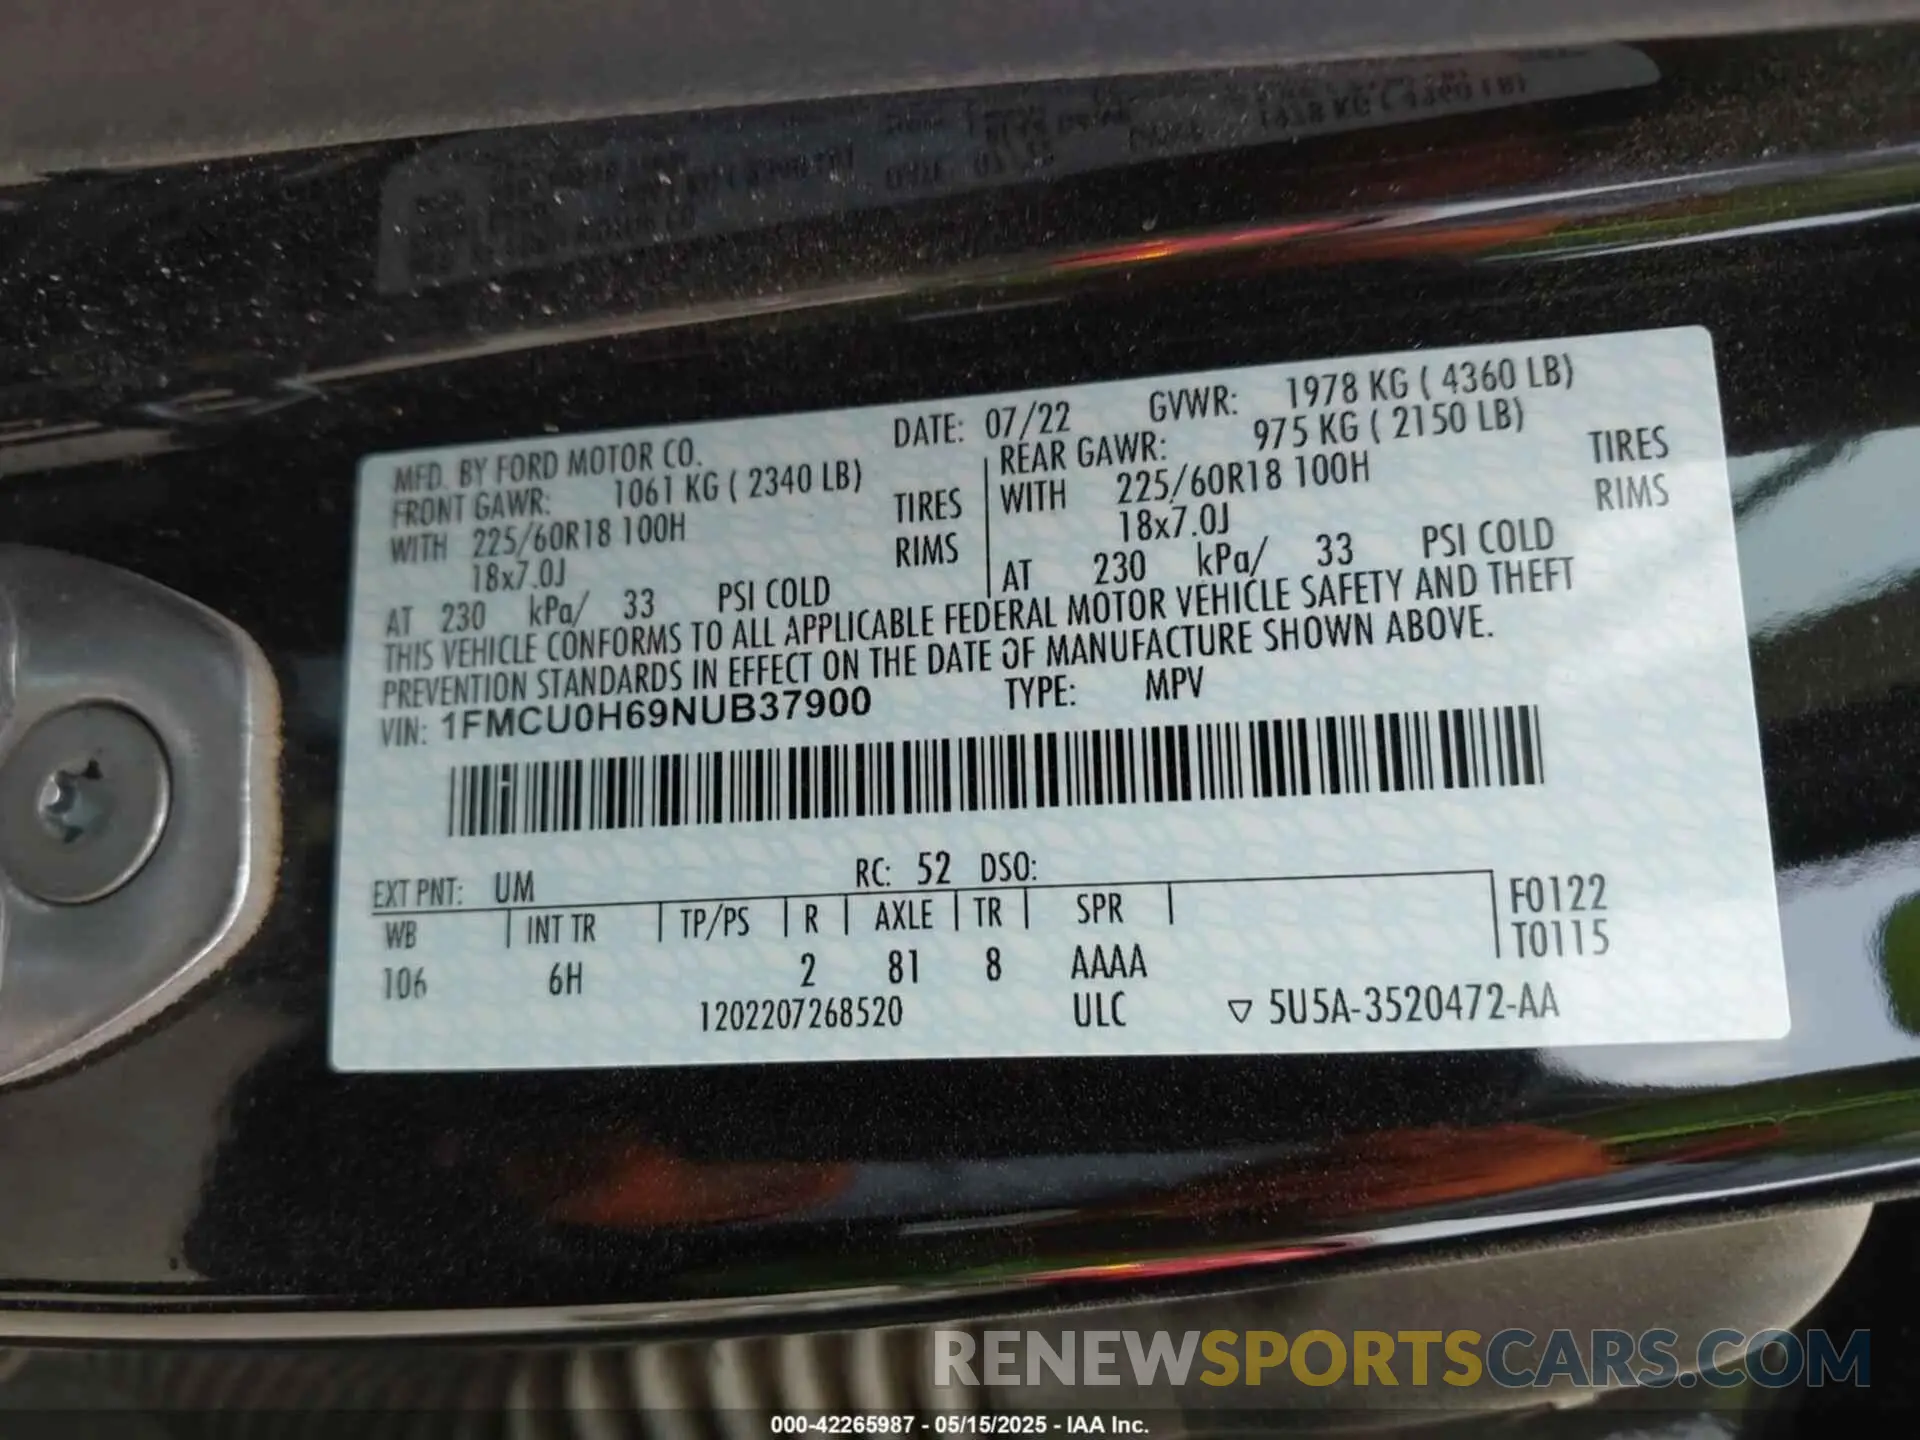 MFD. BY FORD MOTOR CO. DATE: 07/22 GVWR: 1978 KG ( 4360 LB)
FRONT GAWR: 1061 KG ( 2340 LB) REAR GAWR: 975 KG ( 2150 LB)
WITH 225/60R18 100H TIRES WITH 225/60R18 100H TIRES
18x7.0J RIMS 18x7.0J RIMS
AT 230 kPa/ 33 PSI COLD AT 230 kPa/ 33 PSI COLD
THIS VEHICLE CONFORMS TO ALL APPLICABLE FEDERAL MOTOR VEHICLE SAFETY AND THEFT
PREVENTION STANDARDS IN EFFECT ON THE DATE OF MANUFACTURE SHOWN ABOVE.
VIN: 1FMCU0H69NUB37900 TYPE: MPV
EXT PNT: UM RC: 52 DSO:
WB INT TR TP/PS R AXLE TR SPR F0122
T0115
106 6H 2 81 8 AAAA
1202207268520 ULC ▽ 5U5A-3520472-AA
RENEWSPORTSCARS.COM
000-42265987 - 05/15/2025 - IAA Inc.